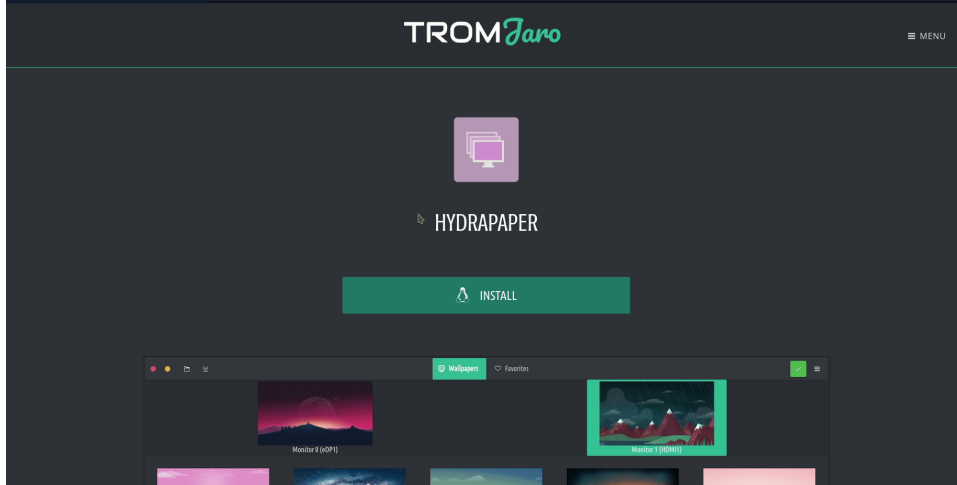 TROMJaro
MENU
HYDRAPAPER
INSTALL
Wallpapers
Favorites
Monitor 0 (eDP1)
Monitor 1 (HDMI1)